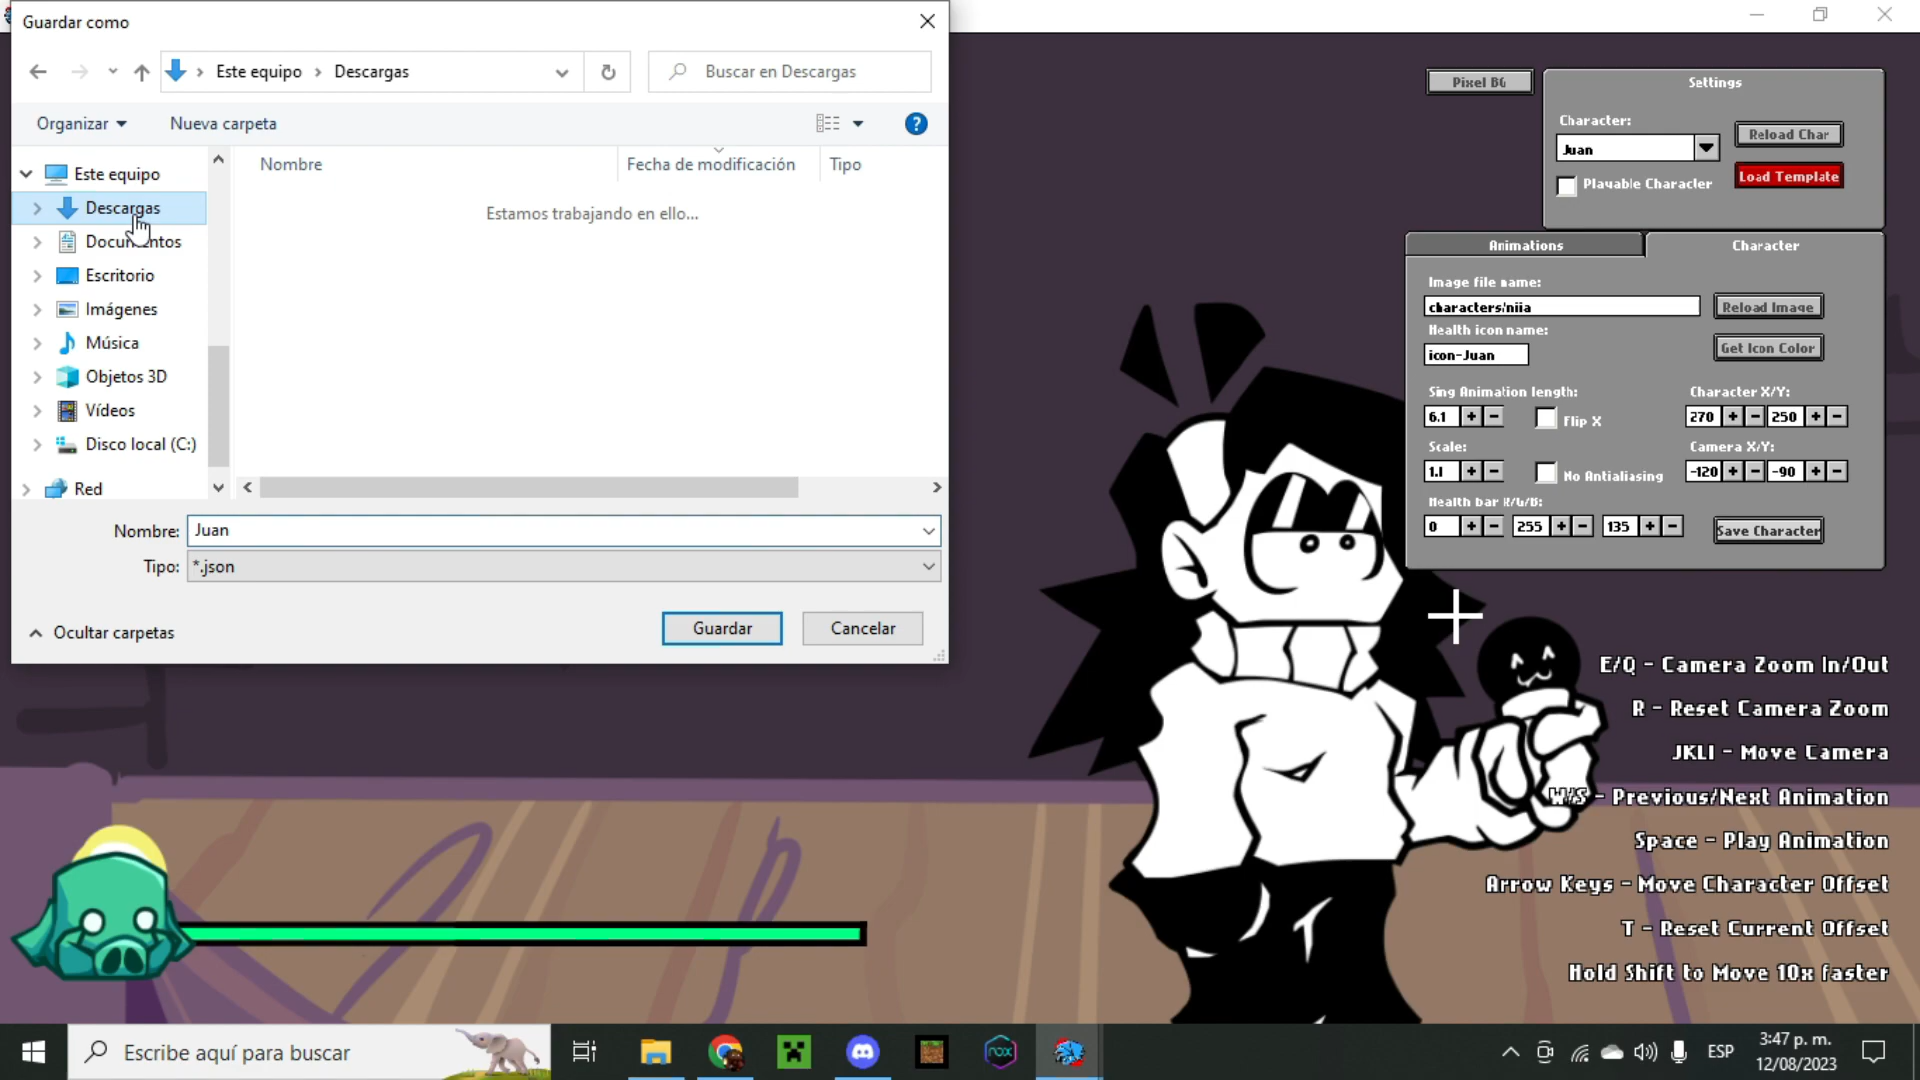 Guardar como
Este equipo > Descargas
Buscar en Descargas
Organizar
Nueva carpeta
Este equipo
Descargas
Documentos
Escritorio
Imágenes
Música
Objetos 3D
Vídeos
Disco local (C:)
Red
Nombre
Fecha de modificación
Tipo
Estamos trabajando en ello...
Nombre: Juan
Tipo: *.json
Ocultar carpetas
Guardar
Cancelar
Pixel BG
Settings
Character:
Juan
Reload Char
Playable Character
Load Template
Animations
Character
Image file name:
characters/niia
Reload Image
Health icon name:
icon-Juan
Get Icon Color
Sing Animation length:
Character X/Y:
6.1 + -
Flip X
270 + - 250 + -
Scale:
Camera X/Y:
1.1 + -
No Antialiasing
-120 + - -90 + -
Health bar R/G/B:
0 + - 255 + - 135 + -
Save Character
E/Q - Camera Zoom In/Out
R - Reset Camera Zoom
JKLI - Move Camera
W/S - Previous/Next Animation
Space - Play Animation
Arrow Keys - Move Character Offset
T - Reset Current Offset
Hold Shift to Move 10x faster
Escribe aquí para buscar
nox
ESP
3:47 p. m.
12/08/2023